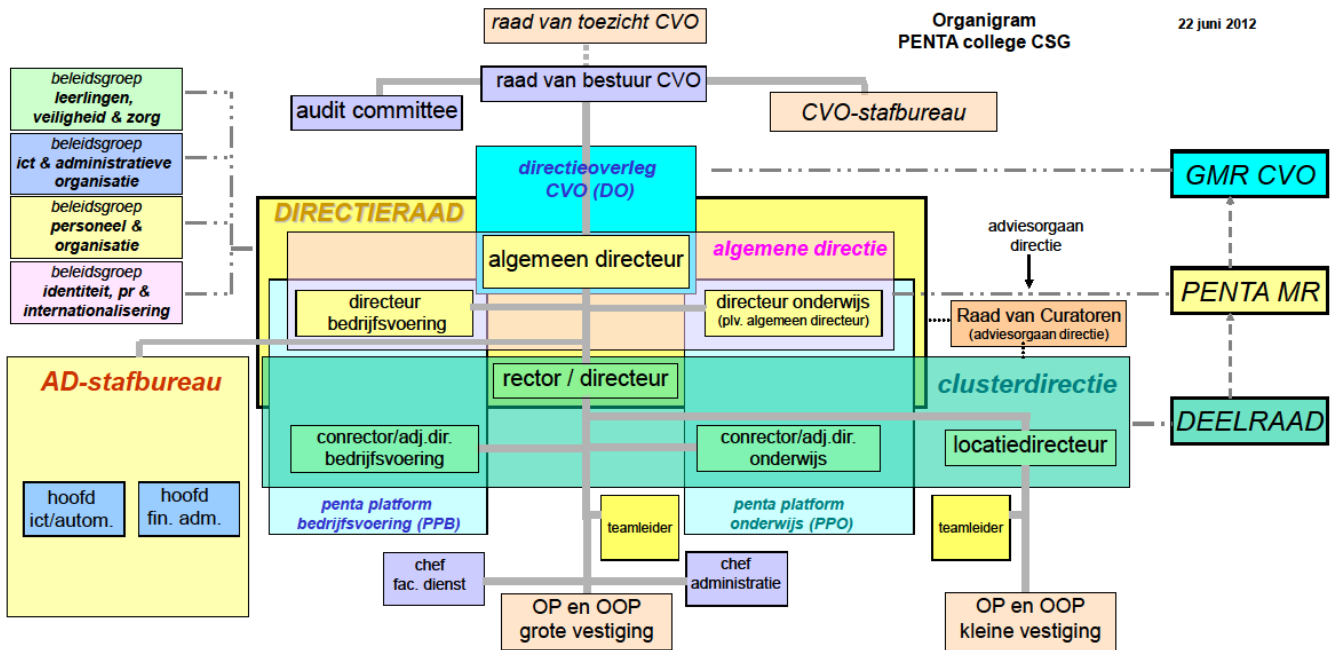 raad van toezicht CVO
Organigram
PENTA college CSG
22 juni 2012
raad van bestuur CVO
audit committee
CVO-stafbureau
beleidsgroep
leerlingen,
veiligheid & zorg
beleidsgroep
ict & administratieve
organisatie
beleidsgroep
personeel &
organisatie
beleidsgroep
identiteit, pr &
internationalisering
directieoverleg
CVO (DO)
GMR CVO
DIRECTIERAAD
algemene directie
algemeen directeur
adviesorgaan
directie
directeur
bedrijfsvoering
directeur onderwijs
(plv. algemeen directeur)
Raad van Curatoren
(adviesorgaan directie)
PENTA MR
AD-stafbureau
rector / directeur
clusterdirectie
DEELRAAD
conrector/adj.dir.
bedrijfsvoering
conrector/adj.dir.
onderwijs
locatiedirecteur
hoofd
ict/autom.
hoofd
fin. adm.
penta platform
bedrijfsvoering (PPB)
teamleider
penta platform
onderwijs (PPO)
teamleider
chef
fac. dienst
chef
administratie
OP en OOP
grote vestiging
OP en OOP
kleine vestiging